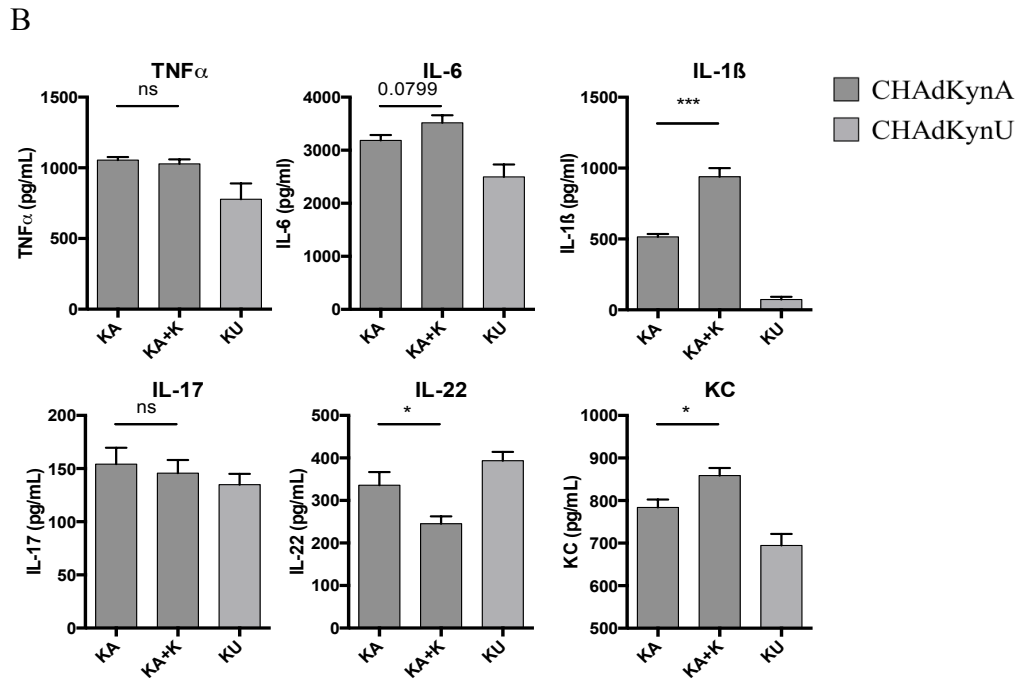 B
TNFα
ns
TNFα (pg/mL)
1500
1000
500
0
KA
KA+K
KU
IL-6
0.0799
IL-6 (pg/ml)
4000
3000
2000
1000
0
KA
KA+K
KU
IL-1ß
***
IL-1ß (pg/ml)
1500
1000
500
0
KA
KA+K
KU
CHAdKynA
CHAdKynU
IL-17
ns
IL-17 (pg/mL)
200
150
100
50
0
KA
KA+K
KU
IL-22
*
IL-22 (pg/mL)
500
400
300
200
100
0
KA
KA+K
KU
KC
*
KC (pg/mL)
1000
900
800
700
600
500
KA
KA+K
KU